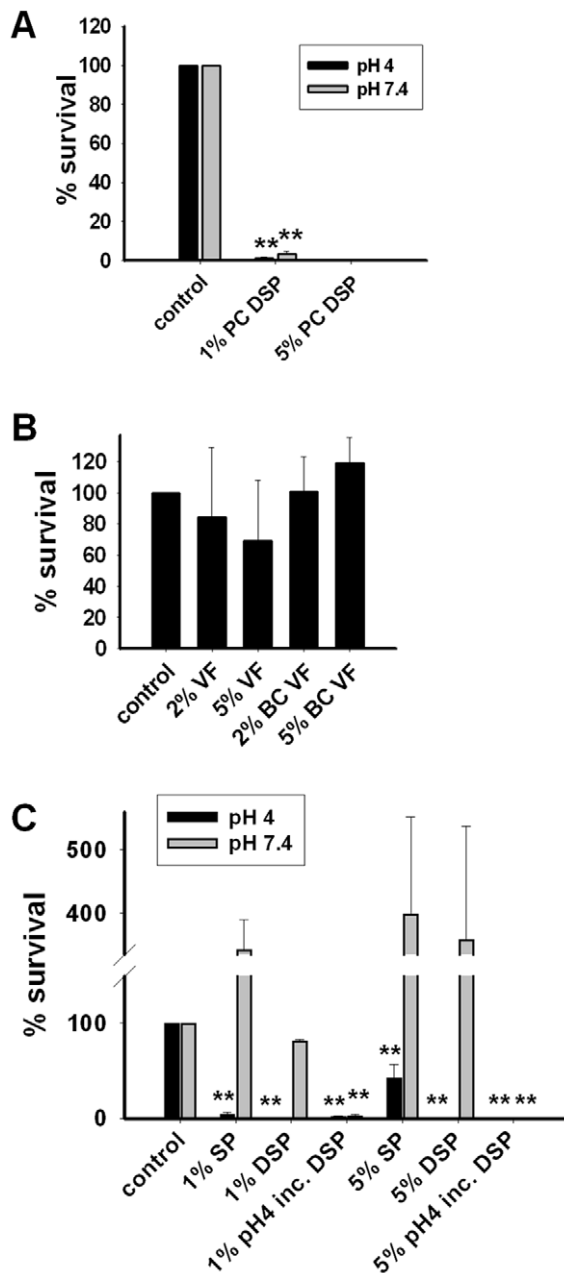 A
120
100
80
60
40
20
0
% survival
pH 4
pH 7.4
** **
control
1% PC DSP
5% PC DSP
B
120
100
80
60
40
20
0
% survival
control
2% VF
5% VF
2% BC VF
5% BC VF
C
pH 4
pH 7.4
500
400
100
0
% survival
**
** ** ** ** ** ** **
control
1% SP
1% DSP
1% pH4 inc. DSP
5% SP
5% DSP
5% pH4 inc. DSP